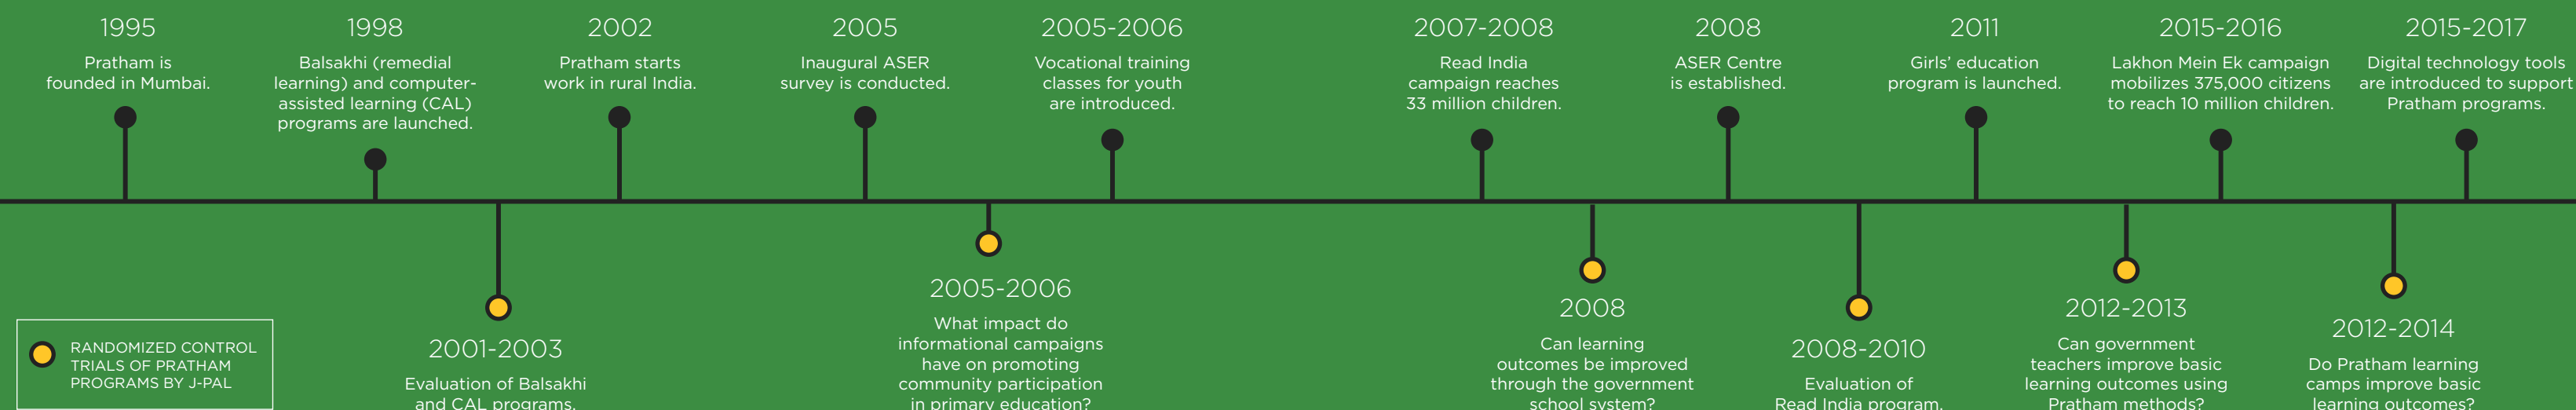 1995
Pratham is
founded in Mumbai.
1998
Balsakhi (remedial
learning) and computer-
assisted learning (CAL)
programs are launched.
2002
Pratham starts
work in rural India.
2005
Inaugural ASER
survey is conducted.
2005-2006
Vocational training
classes for youth
are introduced.
2007-2008
Read India
campaign reaches
33 million children.
2008
ASER Centre
is established.
2011
Girls’ education
program is launched.
2015-2016
Lakhon Mein Ek campaign
mobilizes 375,000 citizens
to reach 10 million children.
2015-2017
Digital technology tools
are introduced to support
Pratham programs.
RANDOMIZED CONTROL
TRIALS OF PRATHAM
PROGRAMS BY J-PAL
2001-2003
Evaluation of Balsakhi
and CAL programs.
2005-2006
What impact do
informational campaigns
have on promoting
community participation
in primary education?
2008
Can learning
outcomes be improved
through the government
school system?
2008-2010
Evaluation of
Read India program.
2012-2013
Can government
teachers improve basic
learning outcomes using
Pratham methods?
2012-2014
Do Pratham learning
camps improve basic
learning outcomes?